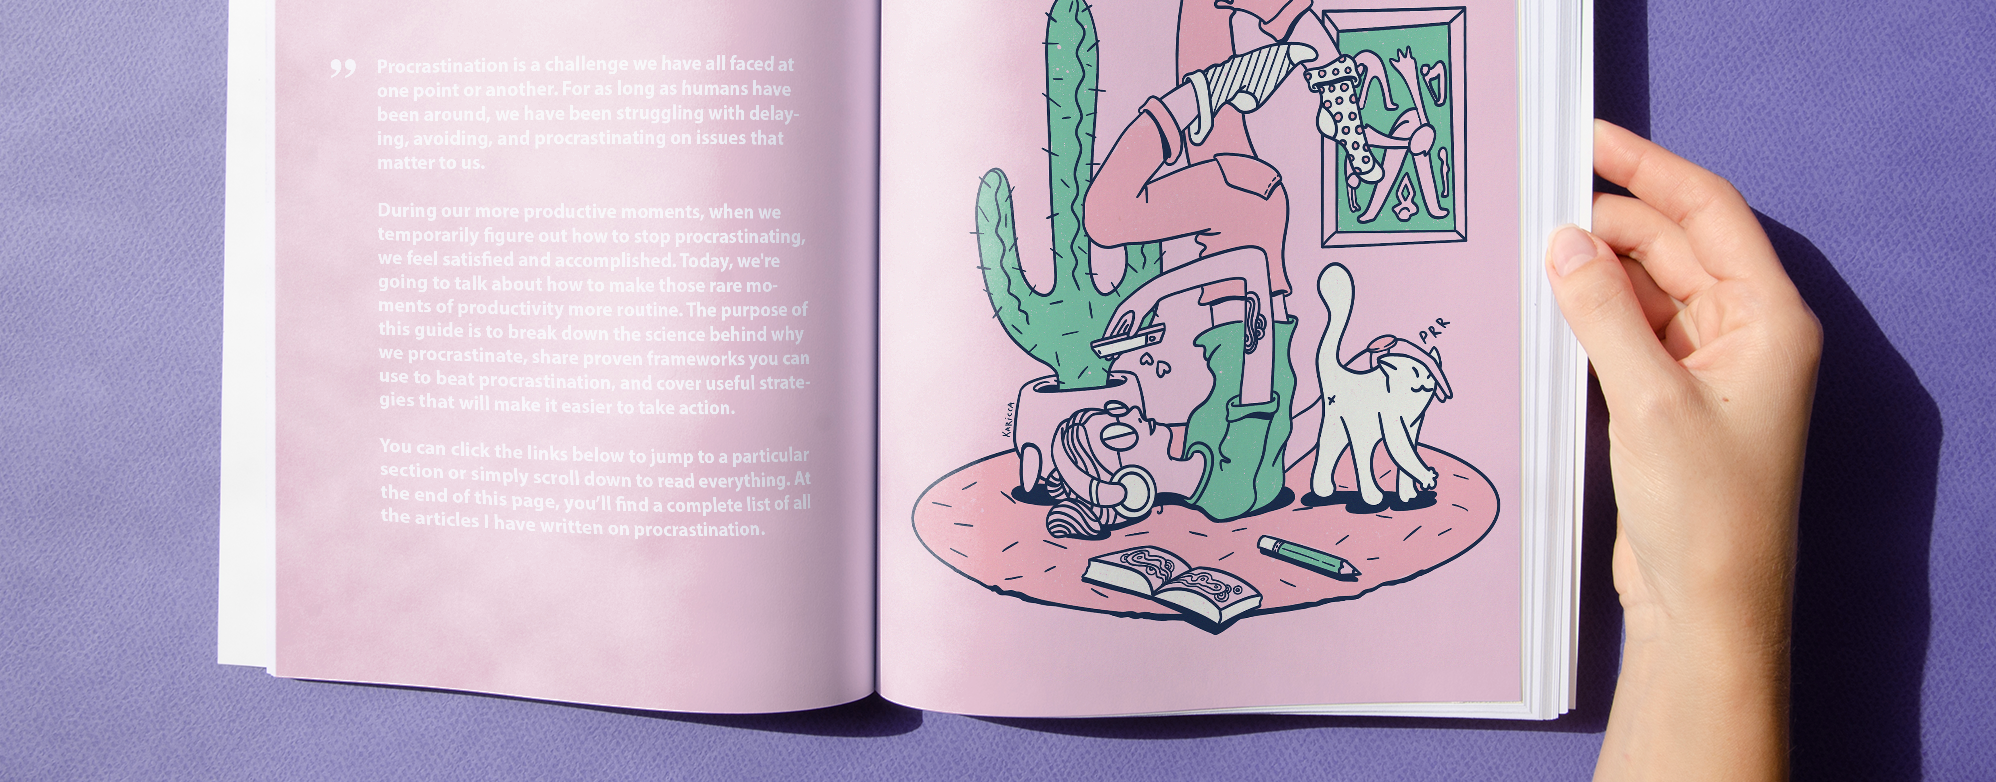 ”
Procrastination is a challenge we have all faced at
one point or another. For as long as humans have
been around, we have been struggling with delay-
ing, avoiding, and procrastinating on issues that
matter to us.
During our more productive moments, when we
temporarily figure out how to stop procrastinating,
we feel satisfied and accomplished. Today, we're
going to talk about how to make those rare mo-
ments of productivity more routine. The purpose of
this guide is to break down the science behind why
we procrastinate, share proven frameworks you can
use to beat procrastination, and cover useful strate-
gies that will make it easier to take action.
You can click the links below to jump to a particular
section or simply scroll down to read everything. At
the end of this page, you’ll find a complete list of all
the articles I have written on procrastination.
PRR
KARICCA